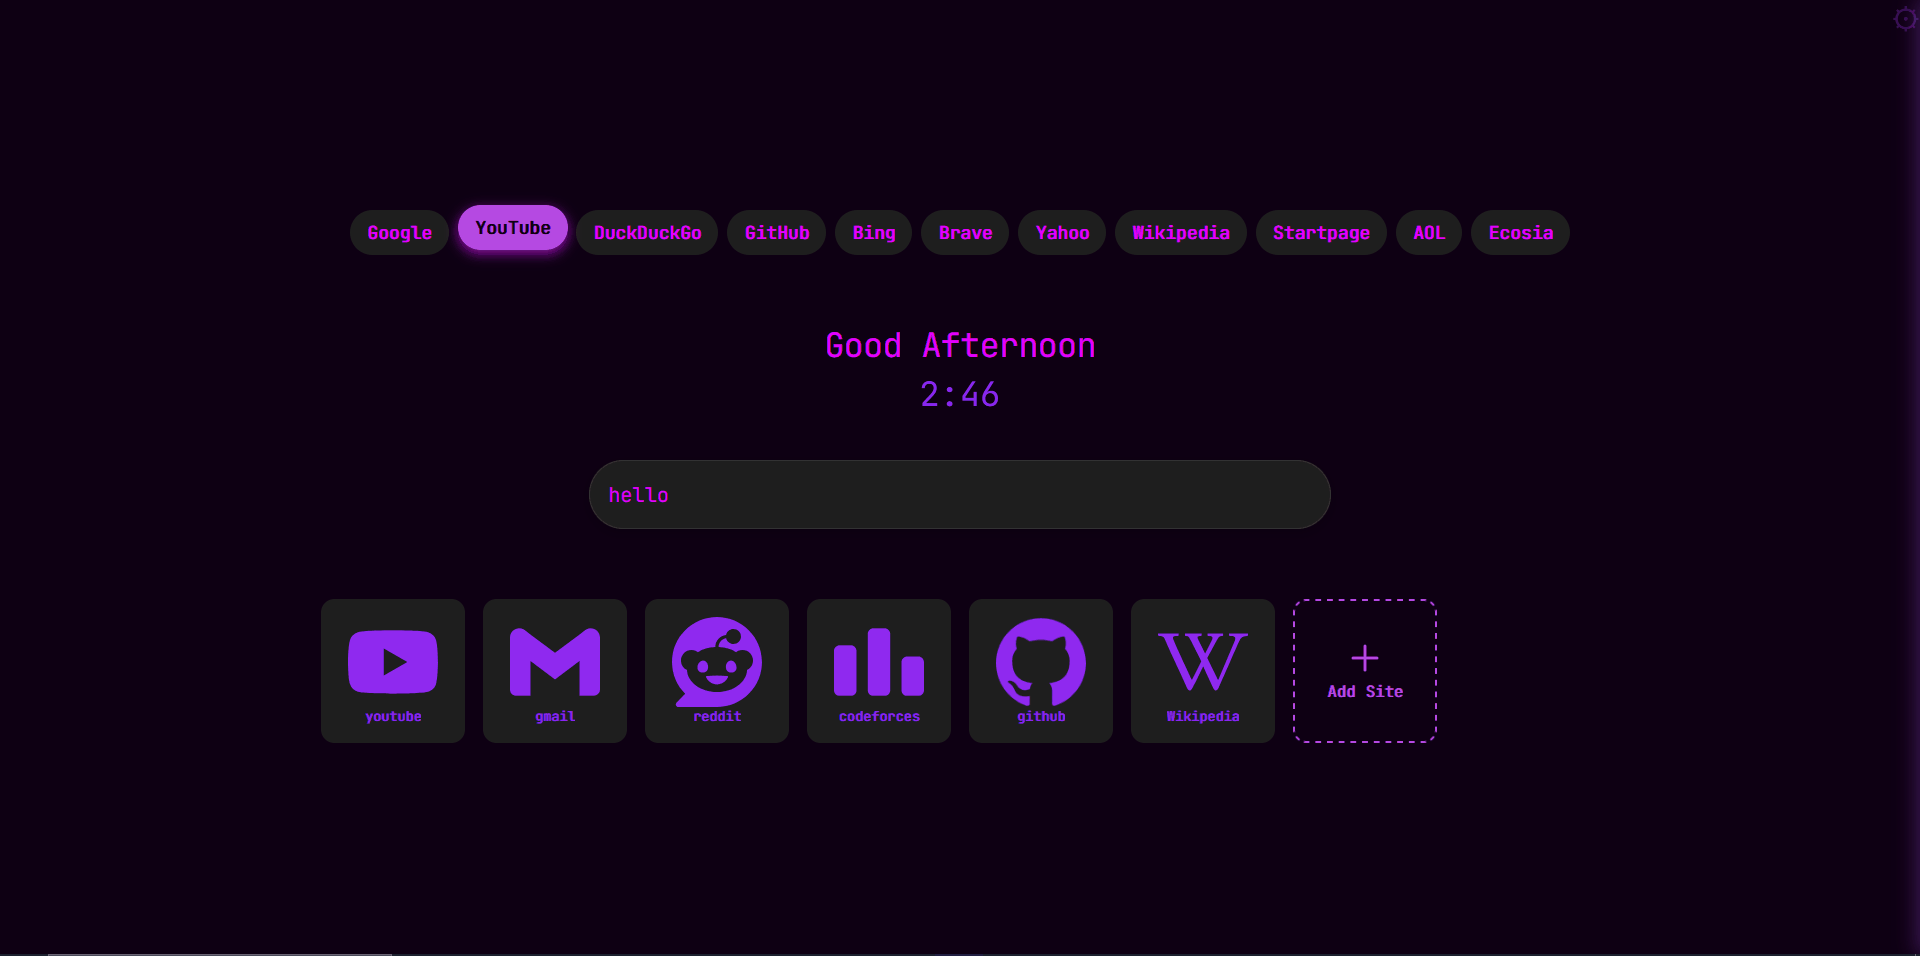 Google YouTube DuckDuckGo GitHub Bing Brave Yahoo Wikipedia Startpage AOL Ecosia
Good Afternoon
2:46
hello
youtube gmail reddit codeforces github Wikipedia Add Site